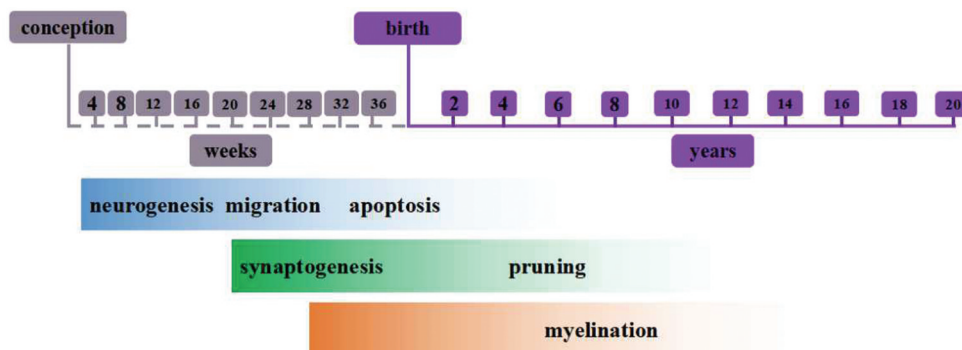 conception birth
4 8 12 16 20 24 28 32 36 2 4 6 8 10 12 14 16 18 20
weeks years
neurogenesis migration apoptosis
synaptogenesis pruning
myelination